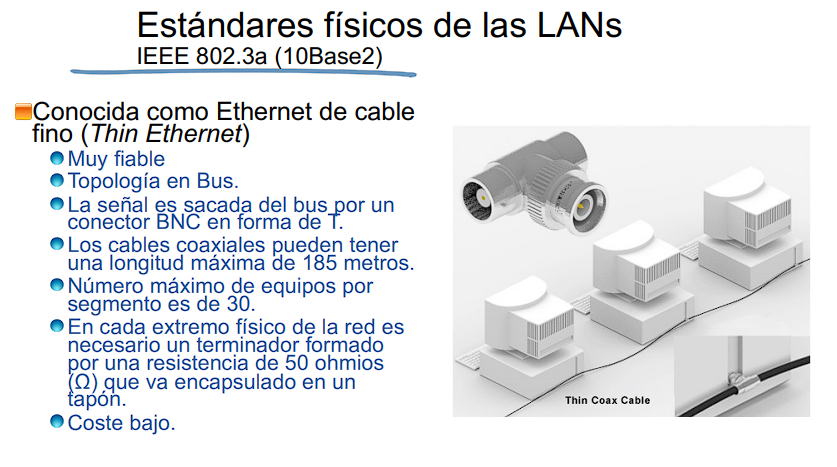 Estándares físicos de las LANs
IEEE 802.3a (10Base2)
Conocida como Ethernet de cable
fino (Thin Ethernet)
Muy fiable
Topología en Bus.
La señal es sacada del bus por un
conector BNC en forma de T.
Los cables coaxiales pueden tener
una longitud máxima de 185 metros.
Número máximo de equipos por
segmento es de 30.
En cada extremo físico de la red es
necesario un terminador formado
por una resistencia de 50 ohmios
(Ω) que va encapsulado en un
tapón.
Coste bajo.
Thin Coax Cable